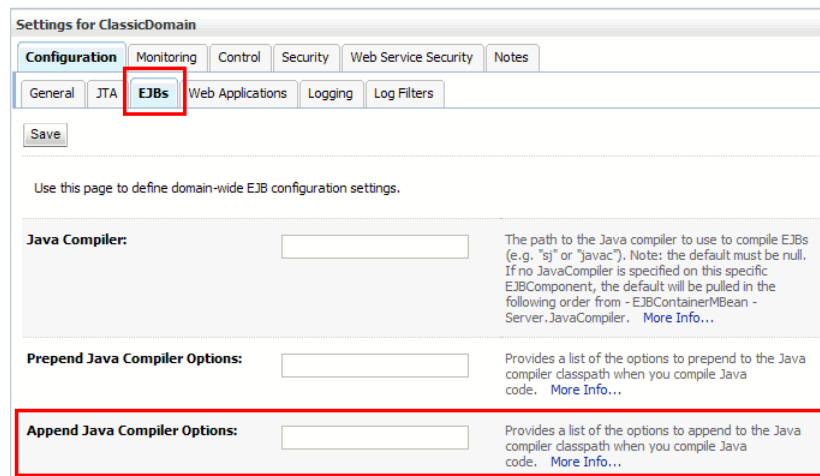 Settings for ClassicDomain
Configuration Monitoring Control Security Web Service Security Notes
General JTA EJBs Web Applications Logging Log Filters
Save
Use this page to define domain-wide EJB configuration settings.
Java Compiler:
The path to the Java compiler to use to compile EJBs
(e.g. "sj" or "javac"). Note: the default must be null.
If no JavaCompiler is specified on this specific
EJBComponent, the default will be pulled in the
following order from - EJBContainerMBean -
Server.JavaCompiler. More Info...
Prepend Java Compiler Options:
Provides a list of the options to prepend to the Java
compiler classpath when you compile Java
code. More Info...
Append Java Compiler Options:
Provides a list of the options to append to the Java
compiler classpath when you compile Java
code. More Info...